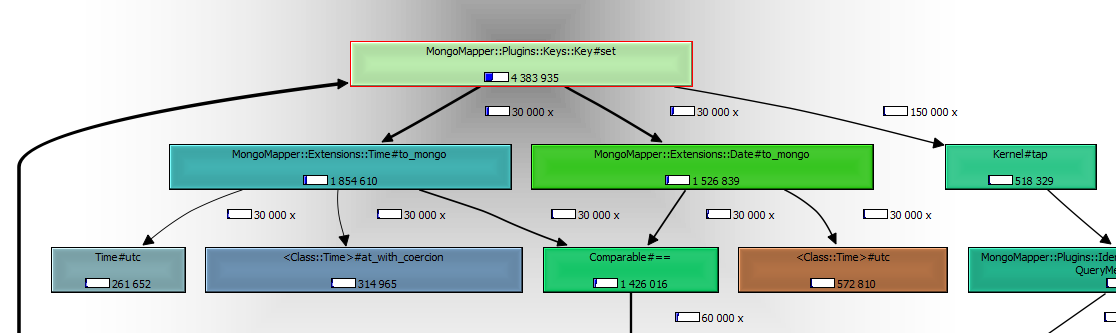 MongoMapper::Plugins::Keys::Key#set
4 383 935
30 000 x
30 000 x
150 000 x
MongoMapper::Extensions::Time#to_mongo
1 854 610
MongoMapper::Extensions::Date#to_mongo
1 526 839
Kernel#tap
518 329
30 000 x
30 000 x
30 000 x
30 000 x
30 000 x
Time#utc
261 652
<Class::Time>#at_with_coercion
314 965
Comparable#==
1 426 016
<Class::Time>#utc
572 810
MongoMapper::Plugins::Ide
QueryMe
60 000 x